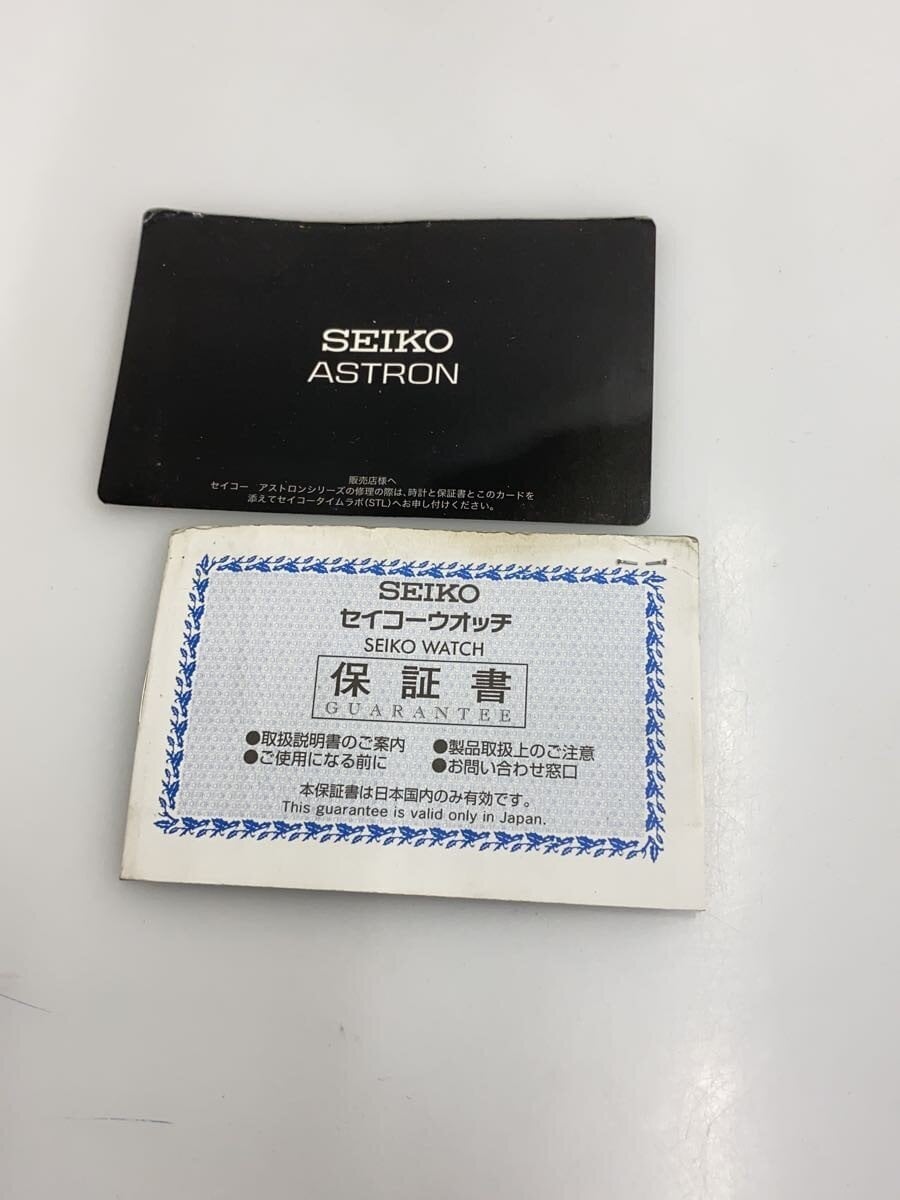 SEIKO
ASTRON
販売店様へ
セイコー　アストロンシリーズの修理の際は、時計と保証書とこのカードを
添えてセイコータイムラボ(STL)へお申し付けください。
SEIKO
セイコーウオッチ
SEIKO WATCH
保証書
GUARANTEE
●取扱説明書のご案内 ●製品取扱上のご注意
●ご使用になる前に ●お問い合わせ窓口
本保証書は日本国内のみ有効です。
This guarantee is valid only in Japan.